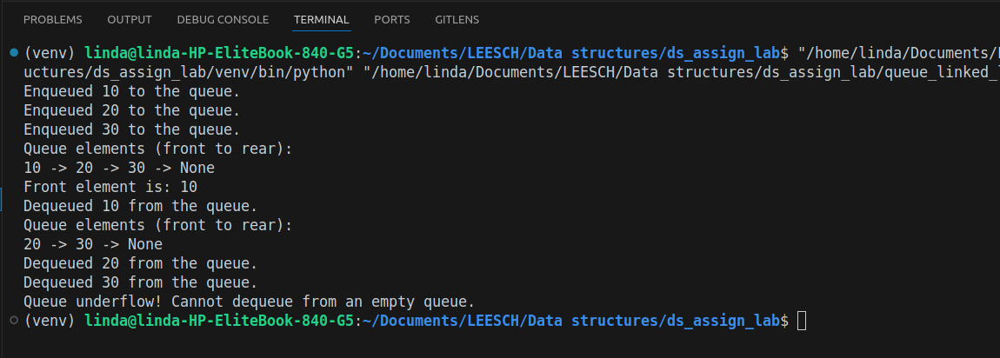 PROBLEMS OUTPUT DEBUG CONSOLE TERMINAL PORTS GITLENS
(venv) linda@linda-HP-EliteBook-840-G5:~/Documents/LEESCH/Data structures/ds_assign_lab$ "/home/linda/Documents/
uctures/ds_assign_lab/venv/bin/python" "/home/linda/Documents/LEESCH/Data structures/ds_assign_lab/queue_linked_
Enqueued 10 to the queue.
Enqueued 20 to the queue.
Enqueued 30 to the queue.
Queue elements (front to rear):
10 -> 20 -> 30 -> None
Front element is: 10
Dequeued 10 from the queue.
Queue elements (front to rear):
20 -> 30 -> None
Dequeued 20 from the queue.
Dequeued 30 from the queue.
Queue underflow! Cannot dequeue from an empty queue.
(venv) linda@linda-HP-EliteBook-840-G5:~/Documents/LEESCH/Data structures/ds_assign_lab$